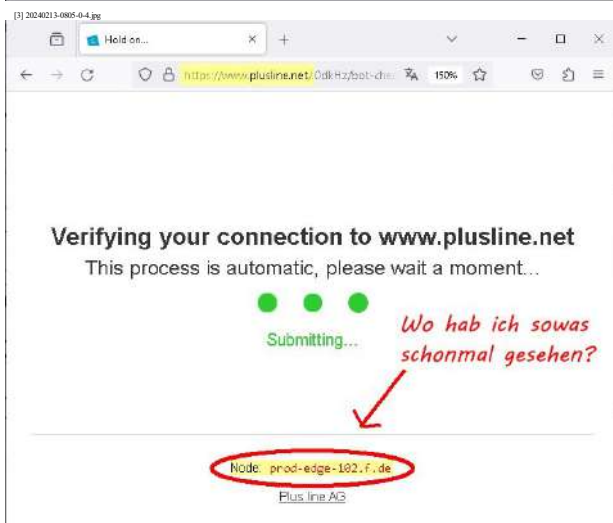 [3] 20240213-0805-0-4.jpg
Hold on...
https://www.plusline.net/
150%
Verifying your connection to www.plusline.net
This process is automatic, please wait a moment...
Submitting...
Wo hab ich sowas
schonmal gesehen?
Node: prod-edge-102.f.de
Plus line AG